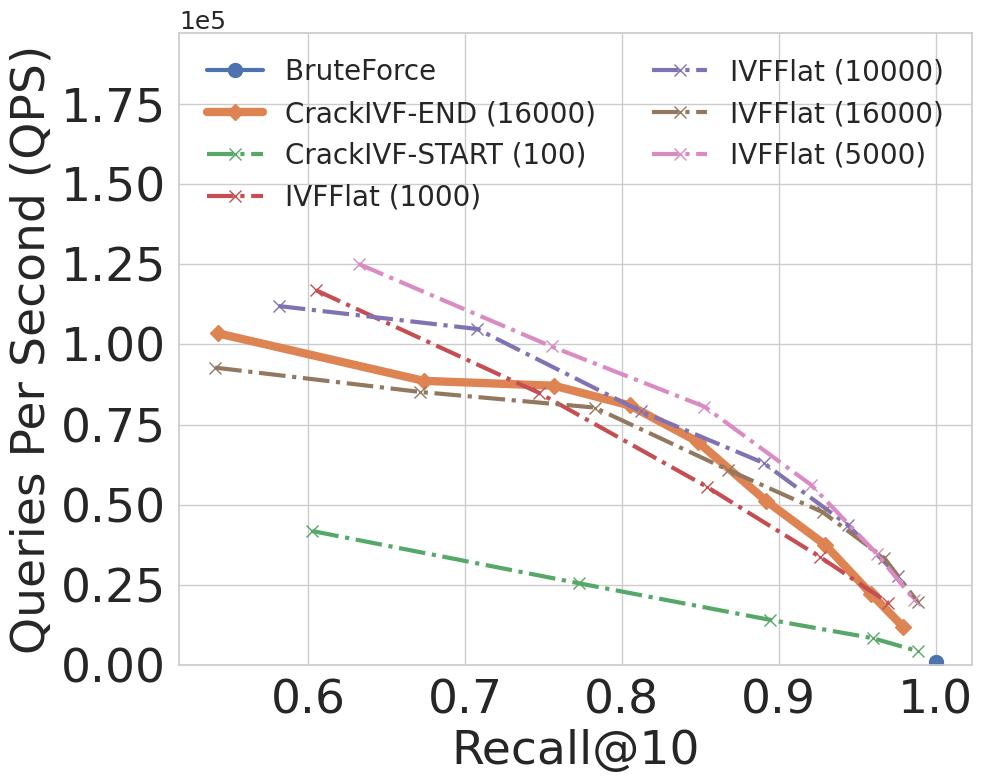 1e5
Queries Per Second (QPS)
1.75
1.50
1.25
1.00
0.75
0.50
0.25
0.00
BruteForce
CrackIVF-END (16000)
CrackIVF-START (100)
IVFFlat (1000)
IVFFlat (10000)
IVFFlat (16000)
IVFFlat (5000)
0.6 0.7 0.8 0.9 1.0
Recall@10